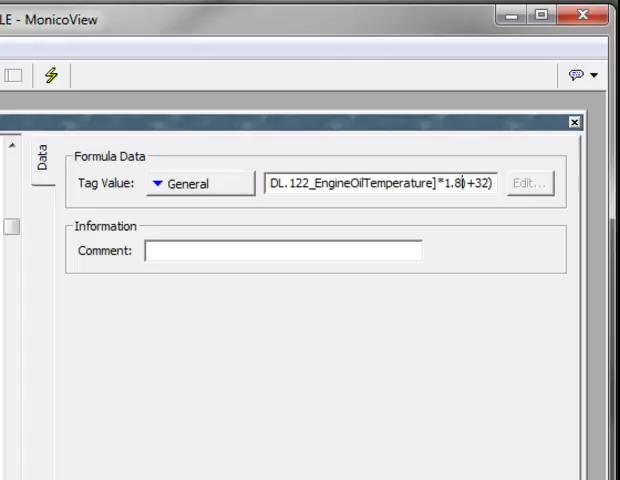 LE - MonicoView
Data
Formula Data
Tag Value: General DL.122_EngineOilTemperature]*1.8)+32) Edit...
Information
Comment: